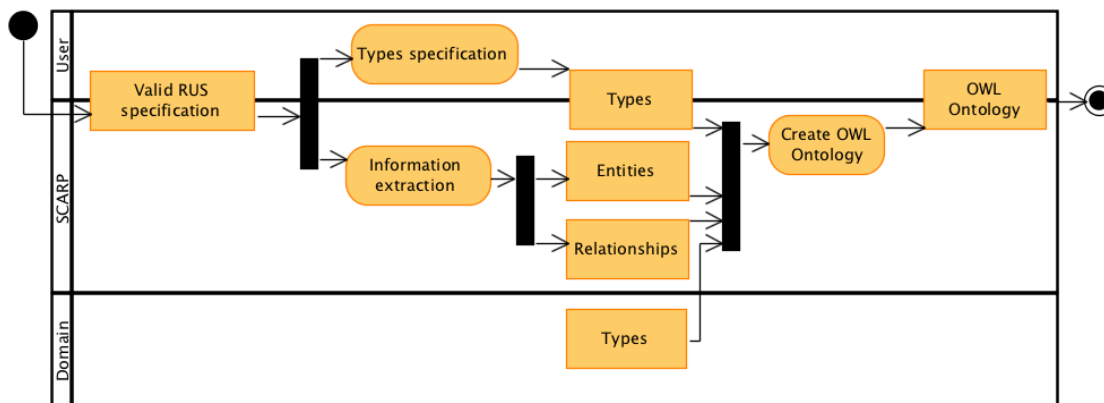 User
Types specification
Valid RUS
specification
Types
OWL
Ontology
SCARP
Information
extraction
Entities
Create OWL
Ontology
Relationships
Domain
Types